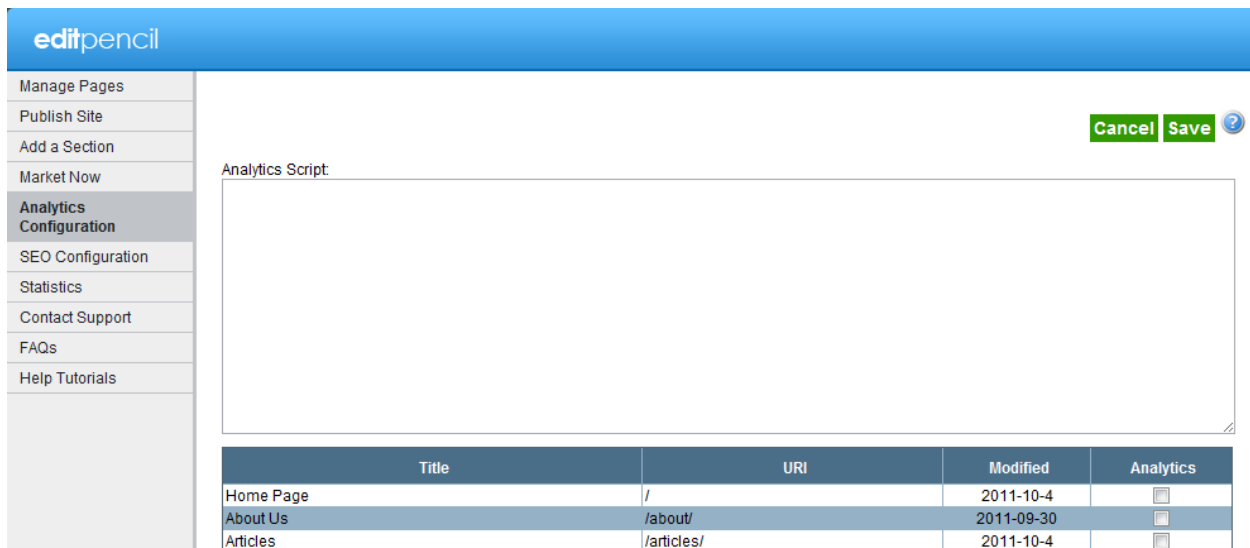 editpencil
Manage Pages
Publish Site
Add a Section
Market Now
Analytics
Configuration
SEO Configuration
Statistics
Contact Support
FAQs
Help Tutorials
Cancel Save ?
Analytics Script:
Title URI Modified Analytics
Home Page / 2011-10-4
About Us /about/ 2011-09-30
Articles /articles/ 2011-10-4